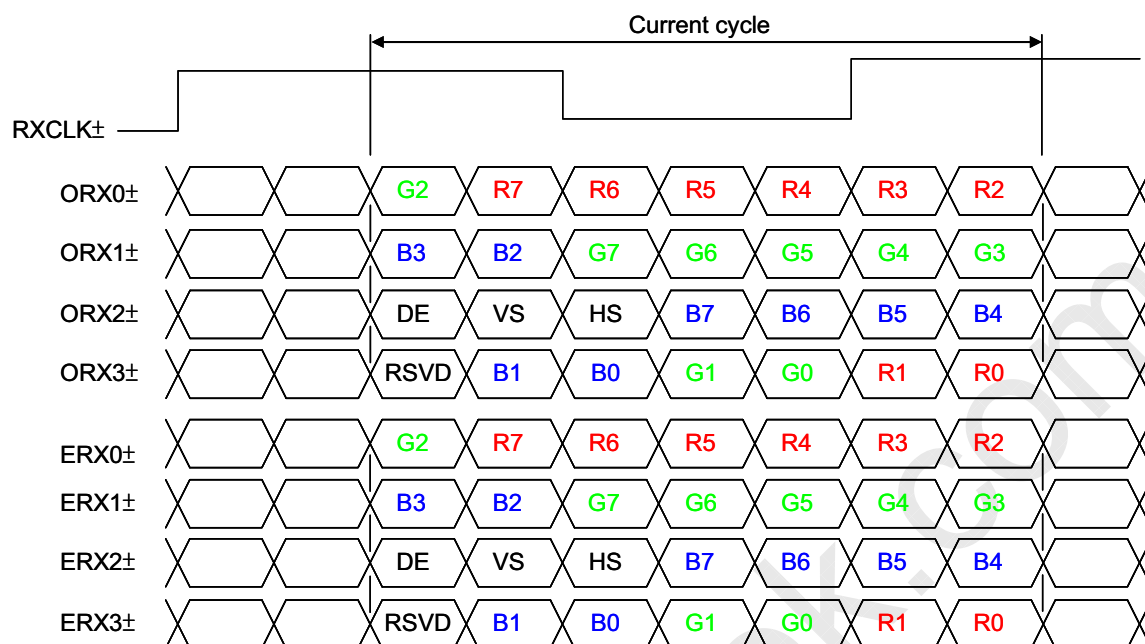 Current cycle
RXCLK±
ORX0± G2 R7 R6 R5 R4 R3 R2
ORX1± B3 B2 G7 G6 G5 G4 G3
ORX2± DE VS HS B7 B6 B5 B4
ORX3± RSVD B1 B0 G1 G0 R1 R0
ERX0± G2 R7 R6 R5 R4 R3 R2
ERX1± B3 B2 G7 G6 G5 G4 G3
ERX2± DE VS HS B7 B6 B5 B4
ERX3± RSVD B1 B0 G1 G0 R1 R0